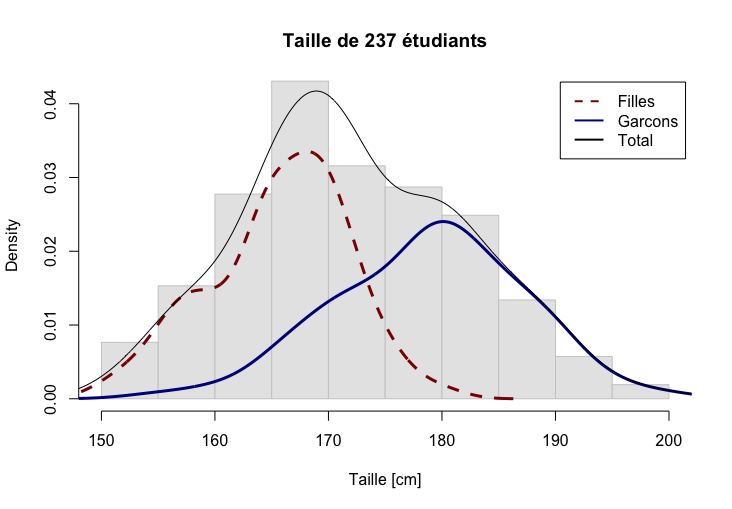 Taille de 237 étudiants
Filles
Garcons
Total
Density
0.04
0.03
0.02
0.01
0.00
150 160 170 180 190 200
Taille [cm]